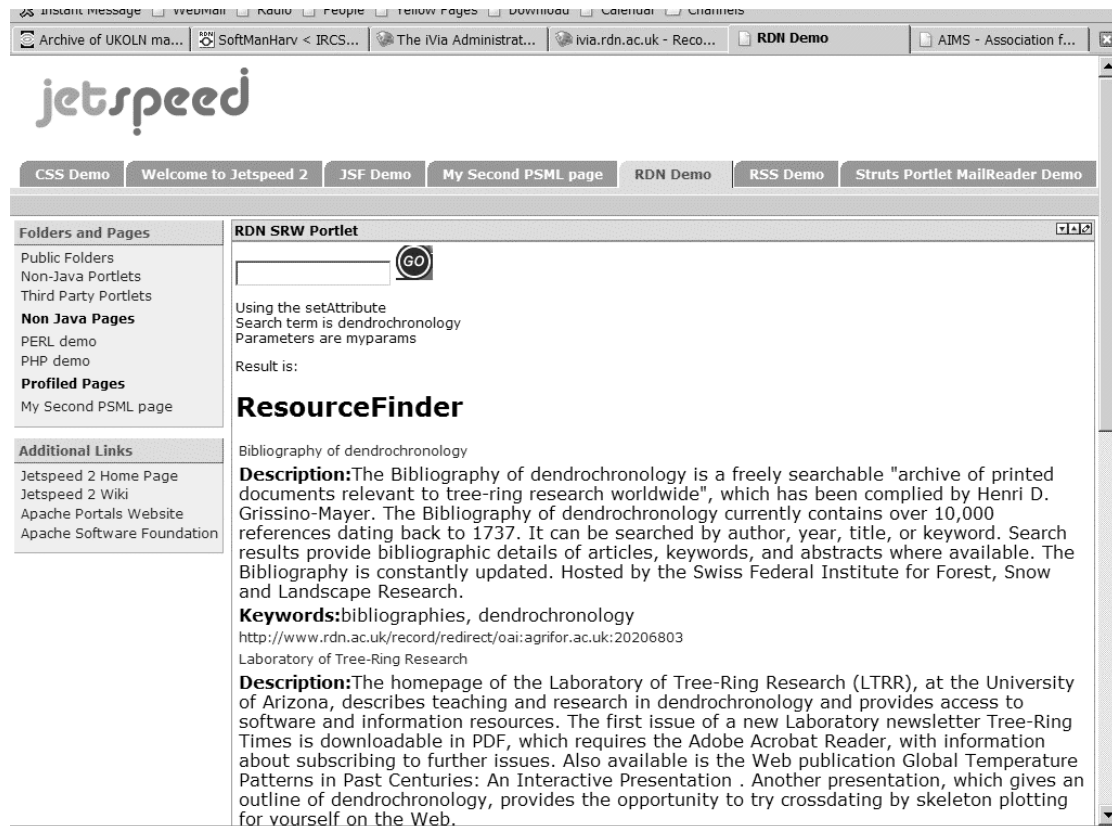 Instant Message WebMail Radio People Yellow Pages Download Calendar Channels
Archive of UKOLN ma... SoftManHarv < IRCS... The iVia Administrat... ivia.rdn.ac.uk - Reco... RDN Demo AIMS - Association f...
jetspeed
CSS Demo Welcome to Jetspeed 2 JSF Demo My Second PSML page RDN Demo RSS Demo Struts Portlet MailReader Demo
Folders and Pages
Public Folders
Non-Java Portlets
Third Party Portlets
Non Java Pages
PERL demo
PHP demo
Profiled Pages
My Second PSML page
Additional Links
Jetspeed 2 Home Page
Jetspeed 2 Wiki
Apache Portals Website
Apache Software Foundation
RDN SRW Portlet
GO
Using the setAttribute
Search term is dendrochronology
Parameters are myparams
Result is:
ResourceFinder
Bibliography of dendrochronology
Description:The Bibliography of dendrochronology is a freely searchable "archive of printed
documents relevant to tree-ring research worldwide", which has been complied by Henri D.
Grissino-Mayer. The Bibliography of dendrochronology currently contains over 10,000
references dating back to 1737. It can be searched by author, year, title, or keyword. Search
results provide bibliographic details of articles, keywords, and abstracts where available. The
Bibliography is constantly updated. Hosted by the Swiss Federal Institute for Forest, Snow
and Landscape Research.
Keywords:bibliographies, dendrochronology
http://www.rdn.ac.uk/record/redirect/oai:agrifor.ac.uk:20206803
Laboratory of Tree-Ring Research
Description:The homepage of the Laboratory of Tree-Ring Research (LTRR), at the University
of Arizona, describes teaching and research in dendrochronology and provides access to
software and information resources. The first issue of a new Laboratory newsletter Tree-Ring
Times is downloadable in PDF, which requires the Adobe Acrobat Reader, with information
about subscribing to further issues. Also available is the Web publication Global Temperature
Patterns in Past Centuries: An Interactive Presentation . Another presentation, which gives an
outline of dendrochronology, provides the opportunity to try crossdating by skeleton plotting
for yourself on the Web.